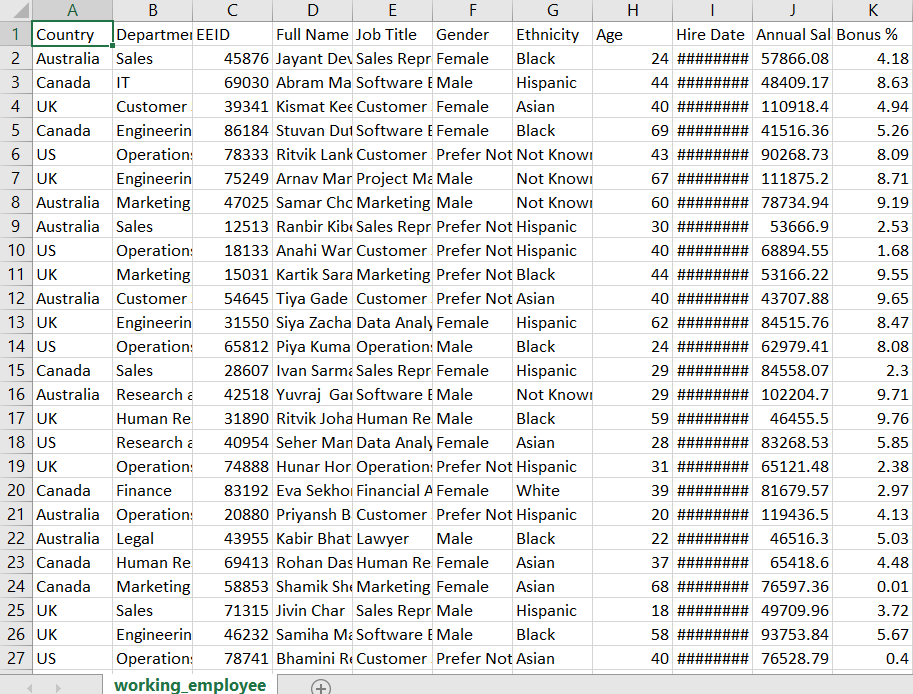 A B C D E F G H I J K
1 Country Departme EEID Full Name Job Title Gender Ethnicity Age Hire Date Annual Sal Bonus %
2 Australia Sales 45876 Jayant Dev Sales Repr Female Black 24 ######## 57866.08 4.18
3 Canada IT 69030 Abram Ma Software E Male Hispanic 44 ######## 48409.17 8.63
4 UK Customer 39341 Kismat Kee Customer Female Asian 40 ######## 110918.4 4.94
5 Canada Engineerin 86184 Stuvan Dut Software E Female Black 69 ######## 41516.36 5.26
6 US Operation 78333 Ritvik Lank Customer Prefer Not Not Know 43 ######## 90268.73 8.09
7 UK Engineerin 75249 Arnav Mar Project Ma Male Not Know 67 ######## 111875.2 8.71
8 Australia Marketing 47025 Samar Cho Marketing Male Not Know 60 ######## 78734.94 9.19
9 Australia Sales 12513 Ranbir Kib Sales Repr Prefer Not Hispanic 30 ######## 53666.9 2.53
10 US Operation 18133 Anahi War Customer Prefer Not Hispanic 40 ######## 68894.55 1.68
11 UK Marketing 15031 Kartik Sara Marketing Prefer Not Black 44 ######## 53166.22 9.55
12 Australia Customer 54645 Tiya Gade Customer Prefer Not Asian 40 ######## 43707.88 9.65
13 UK Engineerin 31550 Siya Zacha Data Analy Female Hispanic 62 ######## 84515.76 8.47
14 US Operation 65812 Piya Kuma Operation Male Black 24 ######## 62979.41 8.08
15 Canada Sales 28607 Ivan Sarma Sales Repr Female Hispanic 29 ######## 84558.07 2.3
16 Australia Research a 42518 Yuvraj Gar Software E Male Not Know 29 ######## 102204.7 9.71
17 UK Human Re 31890 Ritvik Joha Human Re Male Black 59 ######## 46455.5 9.76
18 US Research a 40954 Seher Man Data Analy Female Asian 28 ######## 83268.53 5.85
19 UK Operation 74888 Hunar Hor Operation Prefer Not Hispanic 31 ######## 65121.48 2.38
20 Canada Finance 83192 Eva Sekho Financial A Female White 39 ######## 81679.57 2.97
21 Australia Operation 20880 Priyansh B Customer Prefer Not Hispanic 20 ######## 119436.5 4.13
22 Australia Legal 43955 Kabir Bhat Lawyer Male Black 22 ######## 46516.3 5.03
23 Canada Human Re 69413 Rohan Das Human Re Female Asian 37 ######## 65418.6 4.48
24 Canada Marketing 58853 Shamik She Marketing Female Asian 68 ######## 76597.36 0.01
25 UK Sales 71315 Jivin Char Sales Repr Male Hispanic 18 ######## 49709.96 3.72
26 UK Engineerin 46232 Samiha Ma Software E Male Black 58 ######## 93753.84 5.67
27 US Operation 78741 Bhamini Re Customer Prefer Not Asian 40 ######## 76528.79 0.4
working_employee